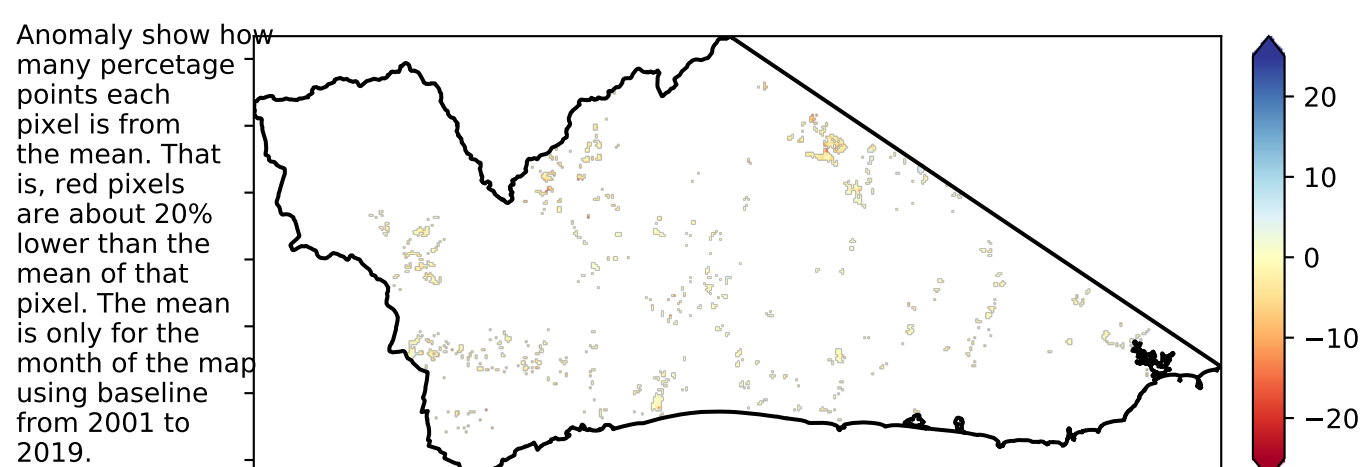 Anomaly show how
many percetage
points each
pixel is from
the mean. That
is, red pixels
are about 20%
lower than the
mean of that
pixel. The mean
is only for the
month of the map
using baseline
from 2001 to
2019.
20
10
0
−10
−20